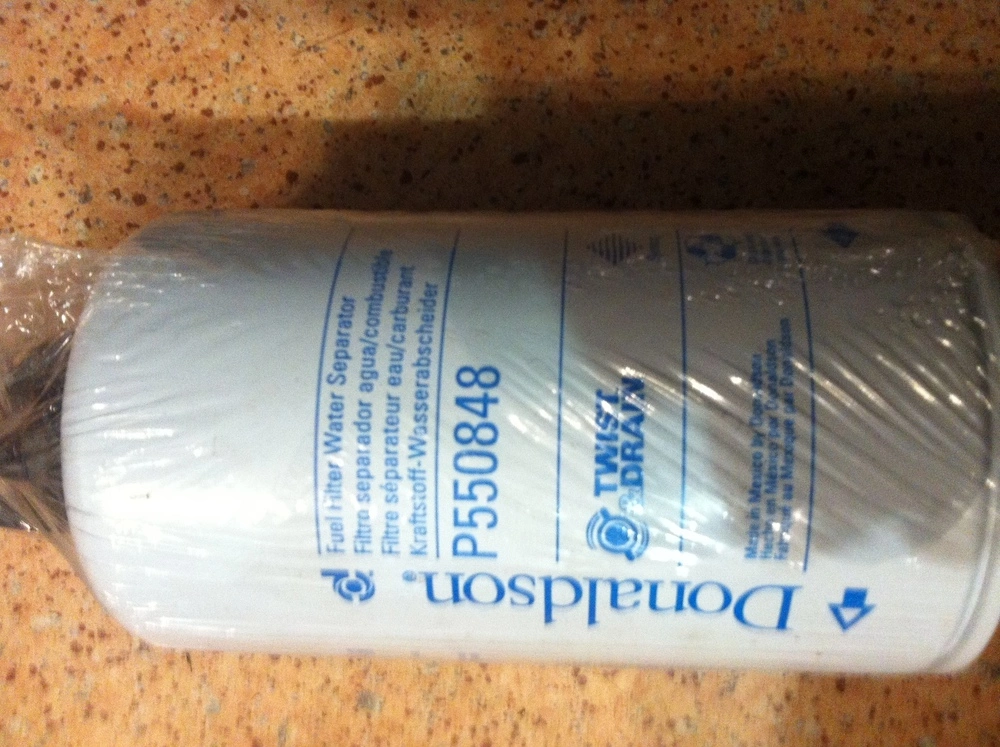 Fuel Filter, Water Separator
Filtro separador agua/combustible
Filtre séparateur eau/carburant
Kraftstoff-Wasserabscheider
P550848
TWIST
&DRAIN
Made in Mexico by Donaldson
Hecho en México por Donaldson
Fabriqué au Mexique par Donaldson
Donaldson®